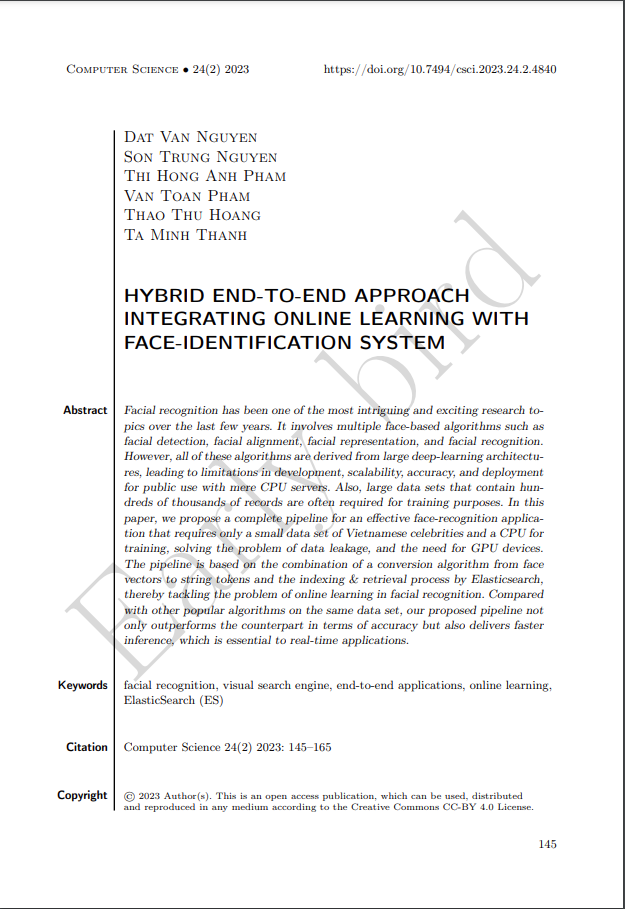 COMPUTER SCIENCE • 24(2) 2023 https://doi.org/10.7494/csci.2023.24.2.4840
DAT VAN NGUYEN
SON TRUNG NGUYEN
THI HONG ANH PHAM
VAN TOAN PHAM
THAO THU HOANG
TA MINH THANH
HYBRID END-TO-END APPROACH
INTEGRATING ONLINE LEARNING WITH
FACE-IDENTIFICATION SYSTEM
Abstract Facial recognition has been one of the most intriguing and exciting research to-
pics over the last few years. It involves multiple face-based algorithms such as
facial detection, facial alignment, facial representation, and facial recognition.
However, all of these algorithms are derived from large deep-learning architectu-
res, leading to limitations in development, scalability, accuracy, and deployment
for public use with mere CPU servers. Also, large data sets that contain hun-
dreds of thousands of records are often required for training purposes. In this
paper, we propose a complete pipeline for an effective face-recognition applica-
tion that requires only a small data set of Vietnamese celebrities and a CPU for
training, solving the problem of data leakage, and the need for GPU devices.
The pipeline is based on the combination of a conversion algorithm from face
vectors to string tokens and the indexing & retrieval process by Elasticsearch,
thereby tackling the problem of online learning in facial recognition. Compared
with other popular algorithms on the same data set, our proposed pipeline not
only outperforms the counterpart in terms of accuracy but also delivers faster
inference, which is essential to real-time applications.
Keywords facial recognition, visual search engine, end-to-end applications, online learning,
ElasticSearch (ES)
Citation Computer Science 24(2) 2023: 145–165
Copyright © 2023 Author(s). This is an open access publication, which can be used, distributed
and reproduced in any medium according to the Creative Commons CC-BY 4.0 License.
145
Early bird